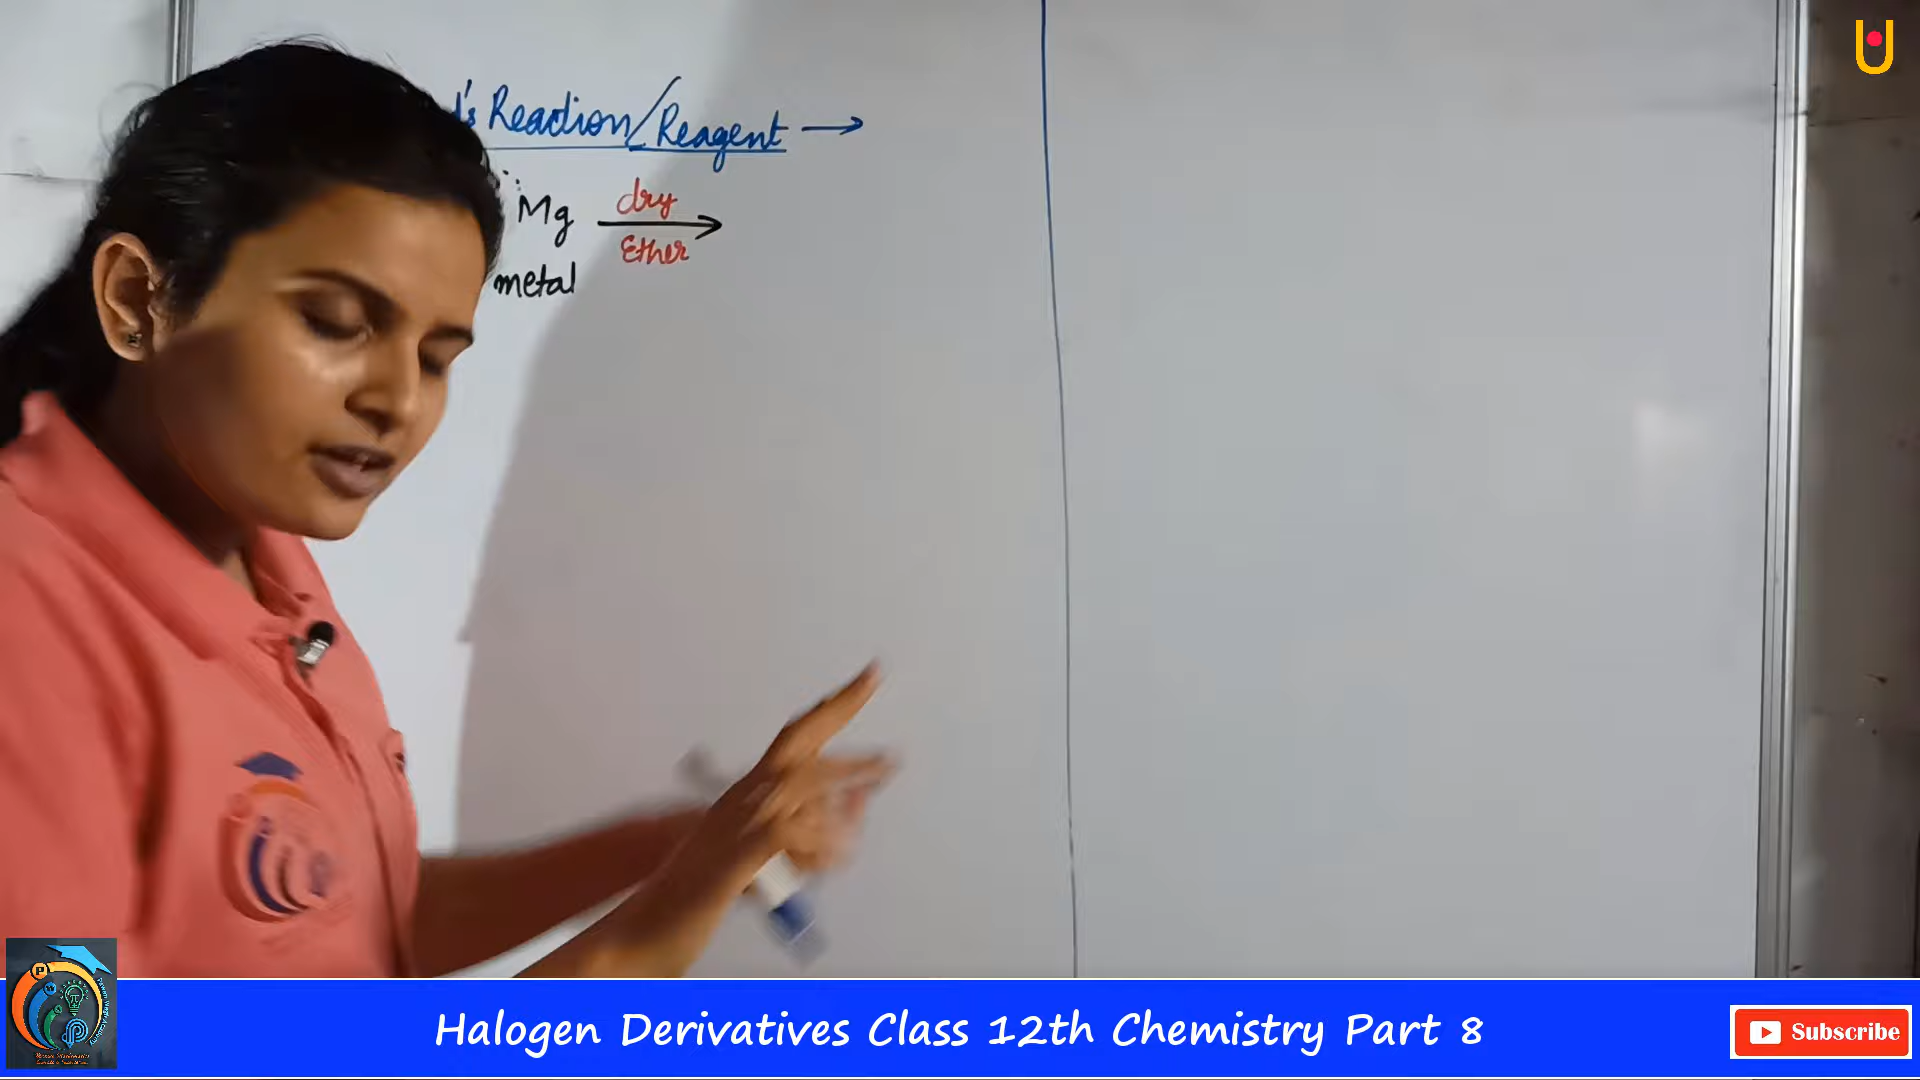 d's Reaction/Reagent →
Mg dry →
Ether
metal
Halogen Derivatives Class 12th Chemistry Part 8
Subscribe